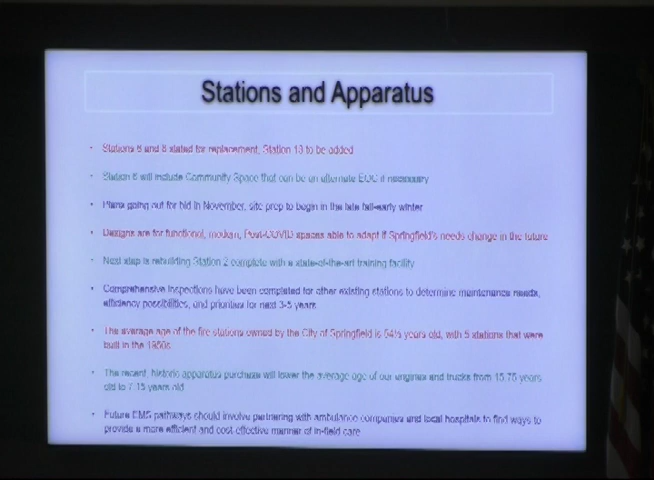 Stations and Apparatus
• Stations 6 and 8 slated for replacement, Station 13 to be added
• Station 6 will include Community Space that can be an alternate EOC if necessary
• Plans going out for bid in November, site prep to begin in the late fall-early winter
• Designs are for functional, modern, Post-COVID spaces able to adapt if Springfield's needs change in the future
• Next step is rebuilding Station 2 complete with a state-of-the-art training facility
• Comprehensive inspections have been completed for other existing stations to determine maintenance needs,
efficiency possibilities, and priorities for next 3-5 years
• The average age of the fire stations owned by the City of Springfield is 54½ years old, with 5 stations that were
built in the 1950s
• The recent, historic apparatus purchase will lower the average age of our engines and trucks from 15.75 years
old to 7.15 years old
• Future EMS pathways should involve partnering with ambulance companies and local hospitals to find ways to
provide a more efficient and cost-effective manner of in-field care